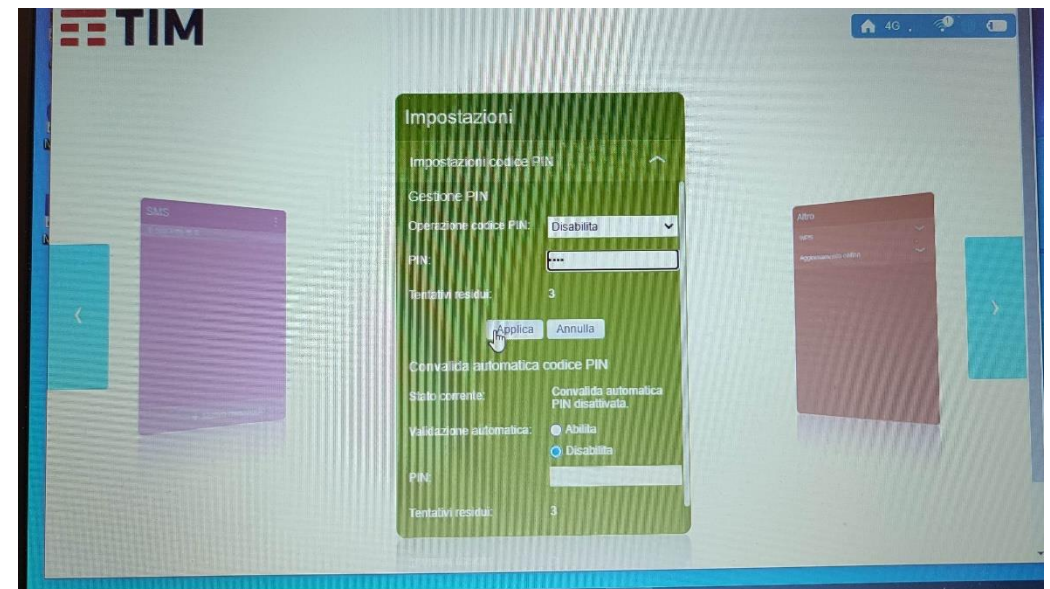 TIM
4G
Impostazioni
Impostazioni codice PIN
Gestione PIN
Operazione codice PIN: Disabilita
PIN: ••••
Tentativi residui: 3
Applica Annulla
Convalida automatica codice PIN
Stato corrente: Convalida automatica
PIN disattivata.
Validazione automatica: Abilita
Disabilita
PIN:
Tentativi residui: 3
SMS
Altro